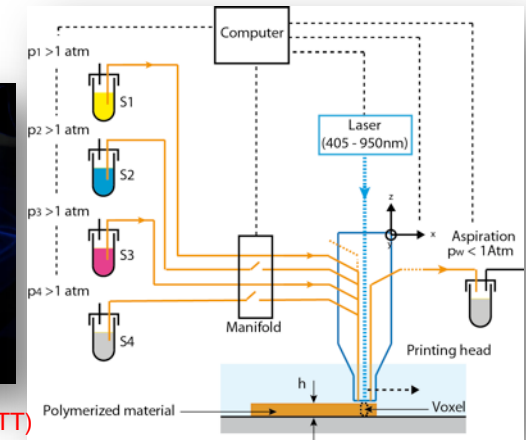 Computer
p1 >1 atm
S1
p2 >1 atm
S2
p3 >1 atm
S3
p4 >1 atm
S4
Manifold
Laser
(405 - 950nm)
z
x
y
Aspiration
pw < 1Atm
Printing head
h
Polymerized material
Voxel
TT)